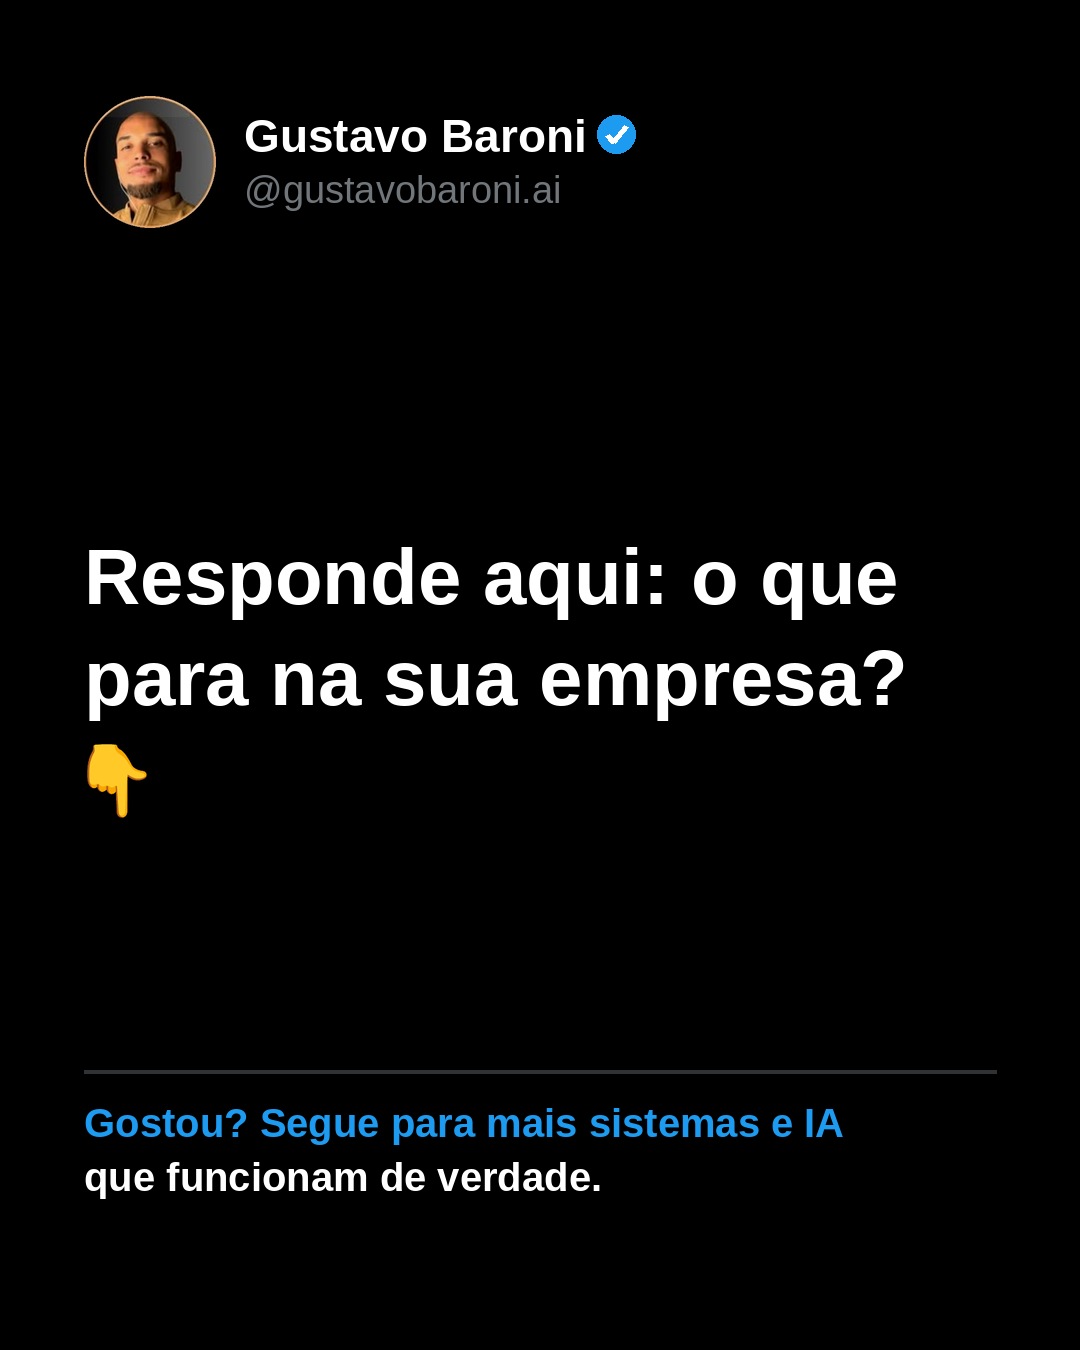 Gustavo Baroni
@gustavobaroni.ai
Responde aqui: o que
para na sua empresa?
👇
Gostou? Segue para mais sistemas e IA
que funcionam de verdade.